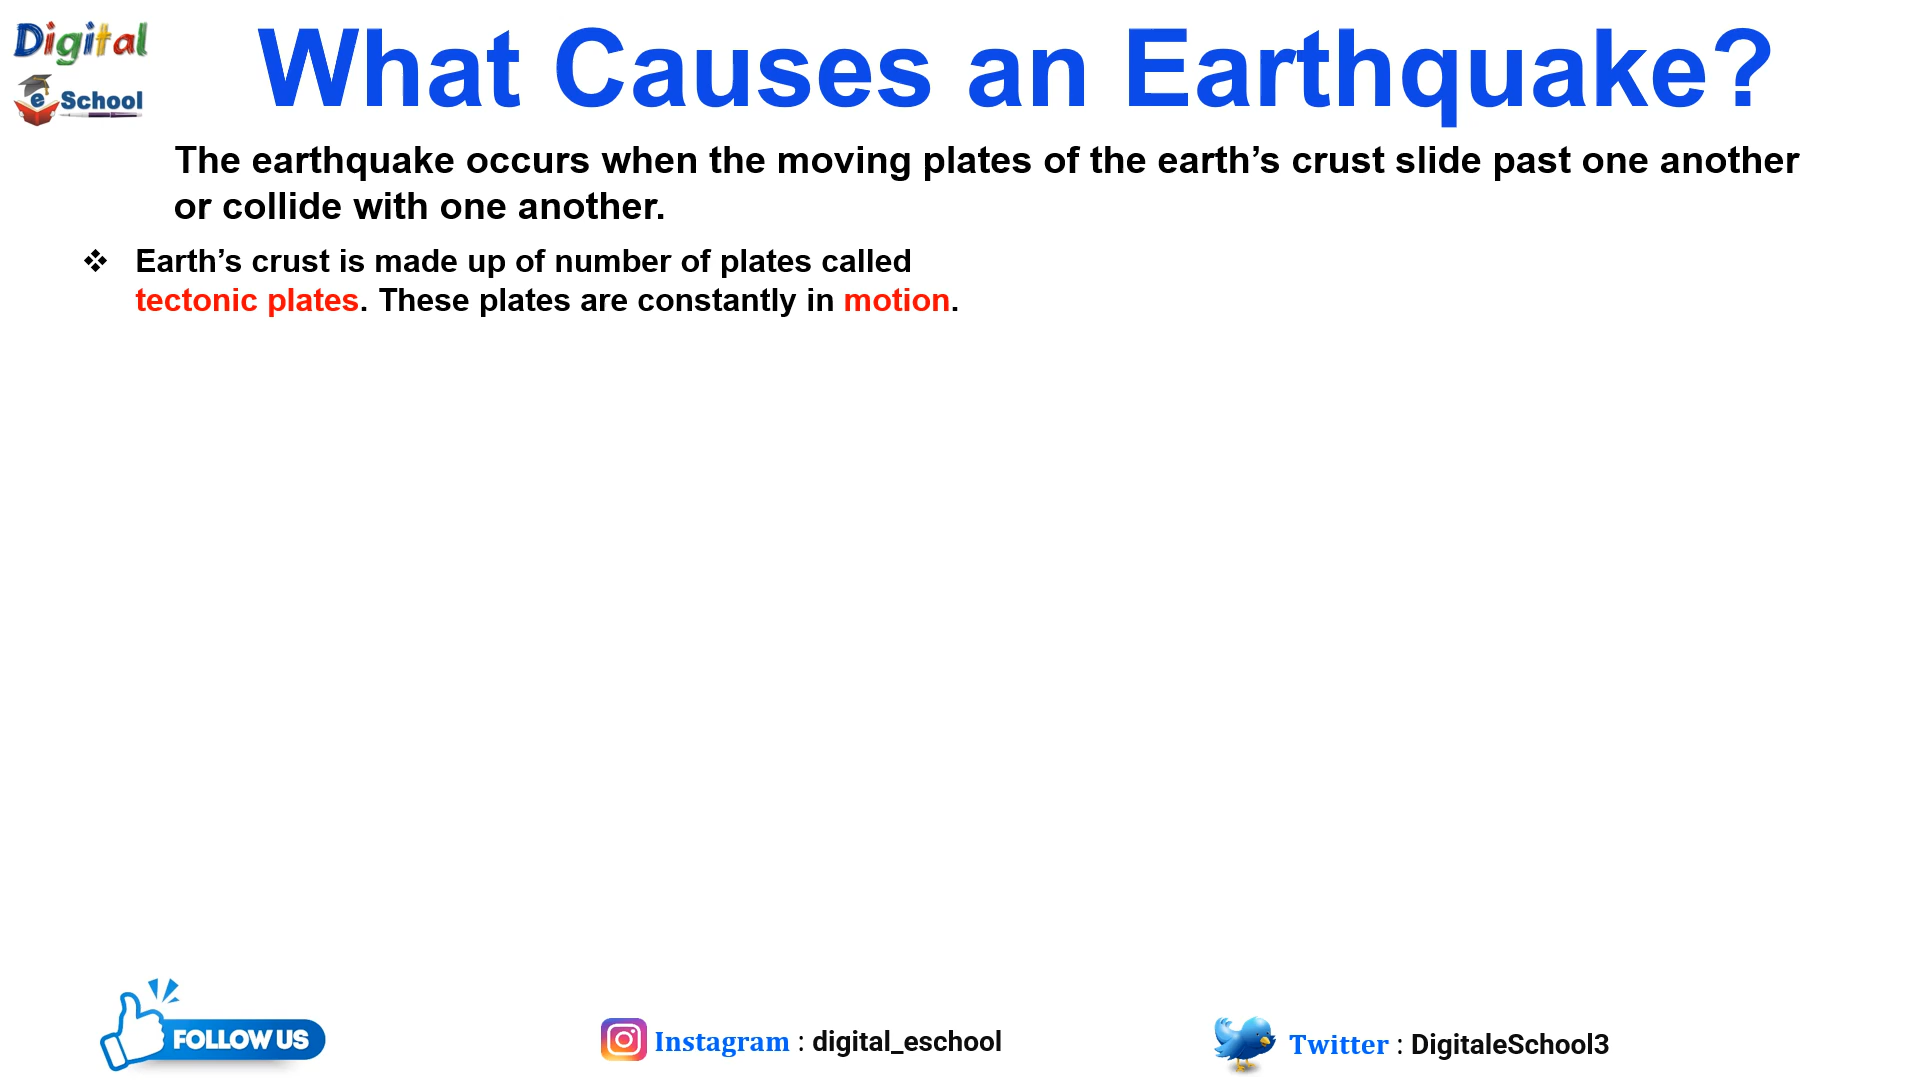 Digital
e School
What Causes an Earthquake?
The earthquake occurs when the moving plates of the earth’s crust slide past one another
or collide with one another.
❖ Earth’s crust is made up of number of plates called
tectonic plates. These plates are constantly in motion.
FOLLOW US
Instagram : digital_eschool
Twitter : DigitaleSchool3